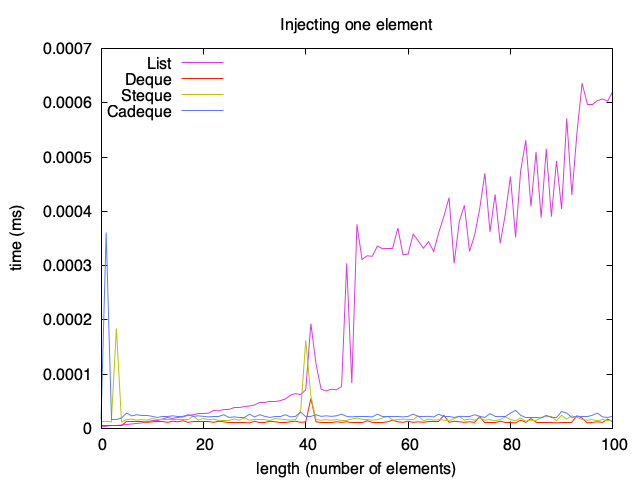 Injecting one element
0.0007
0.0006
0.0005
0.0004
0.0003
0.0002
0.0001
0
List
Deque
Steque
Cadeque
time (ms)
0 20 40 60 80 100
length (number of elements)